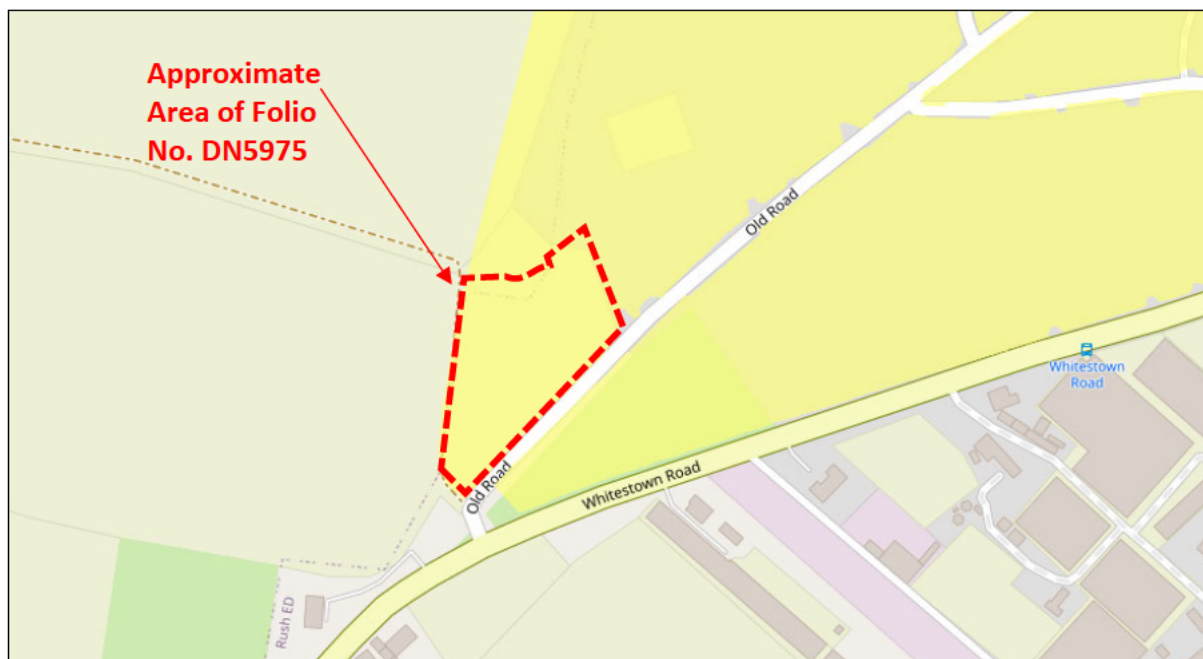 Approximate
Area of Folio
No. DN5975
Old Road
Whitestown
Road
Old Road
Whitestown Road
Rush ED